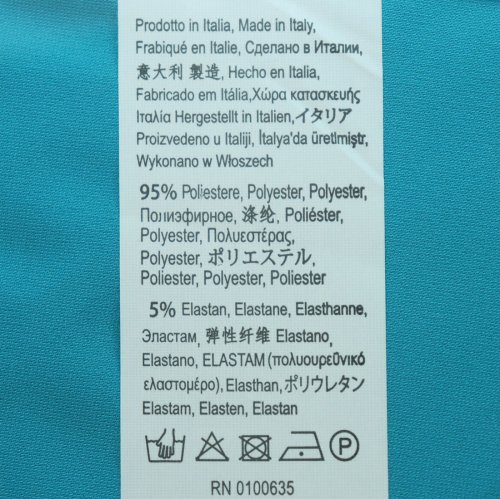 Prodotto in Italia, Made in Italy,
Frabiqué en Italie, Сделано в Италии,
意大利 製造, Hecho en Italia,
Fabricado em Itália,Χώρα κατασκευής
Ιταλία Hergestellt in Italien,イタリア
Proizvedeno u Italiji, İtalya'da üretlmiştr,
Wykonano w Włoszech
95% Poliestere, Polyester, Polyester,
Полиэфирное, 涤纶, Poliéster,
Polyester, Πολυεστέρας,
Polyester, ポリエステル,
Poliester, Polyester, Poliester
5% Elastan, Elastane, Elasthanne,
Эластам, 弹性纤维 Elastano,
Elastano, ELASTAM (πολυουρεθνικό
ελαστομέρο), Elasthan,ポリウレタン
Elastam, Elasten, Elastan
P
RN 0100635